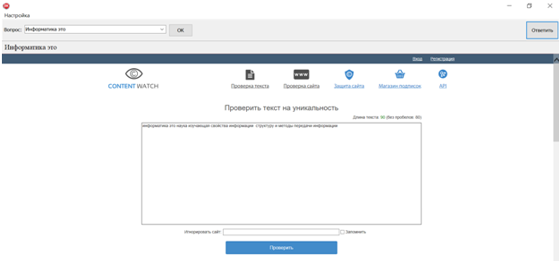 Настройка
Вопрос: Информатика это OK Ответить
Информатика это
Вход Регистрация
CONTENT WATCH
Проверка текста Проверка сайта Защита сайта Магазин подписок API
Проверить текст на уникальность
Длина текста: 90 (без пробелов: 80)
информатика это наука изучающая свойства информации структуру и методы передачи информации
Игнорировать сайт: Запомнить
Проверить